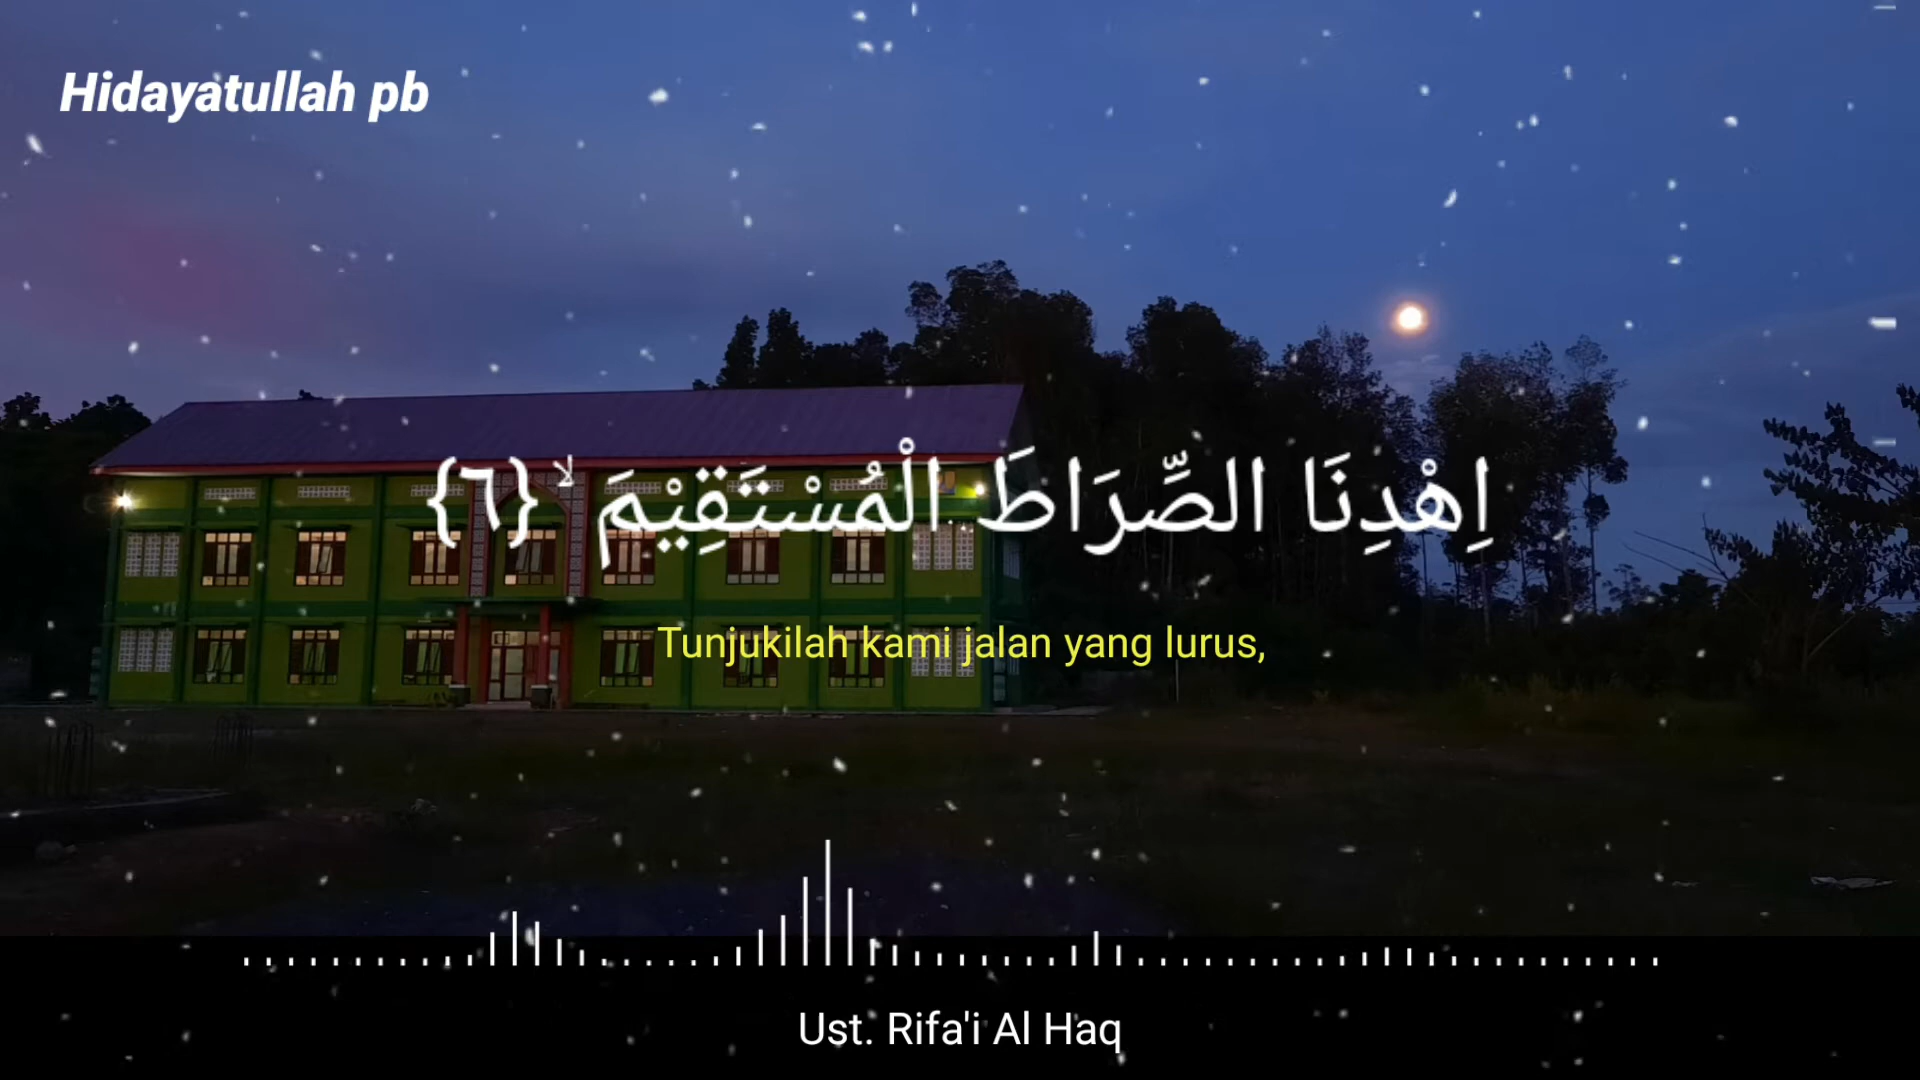 Hidayatullah pb
اِهْدِنَا الصِّرَاطَ الْمُسْتَقِيْمَ ۙ {٦}
Tunjukilah kami jalan yang lurus,
Ust. Rifa'i Al Haq